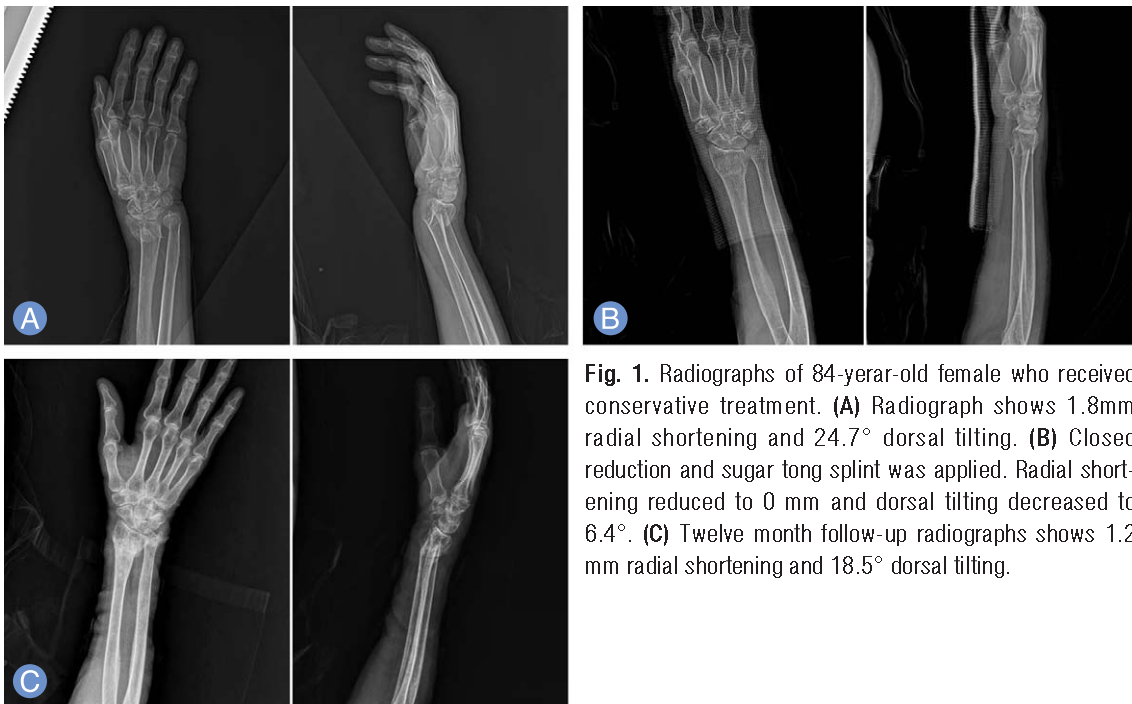 A
B
C
Fig. 1. Radiographs of 84-yerar-old female who received
conservative treatment. (A) Radiograph shows 1.8mm
radial shortening and 24.7° dorsal tilting. (B) Closed
reduction and sugar tong splint was applied. Radial short-
ening reduced to 0 mm and dorsal tilting decreased to
6.4°. (C) Twelve month follow-up radiographs shows 1.2
mm radial shortening and 18.5° dorsal tilting.